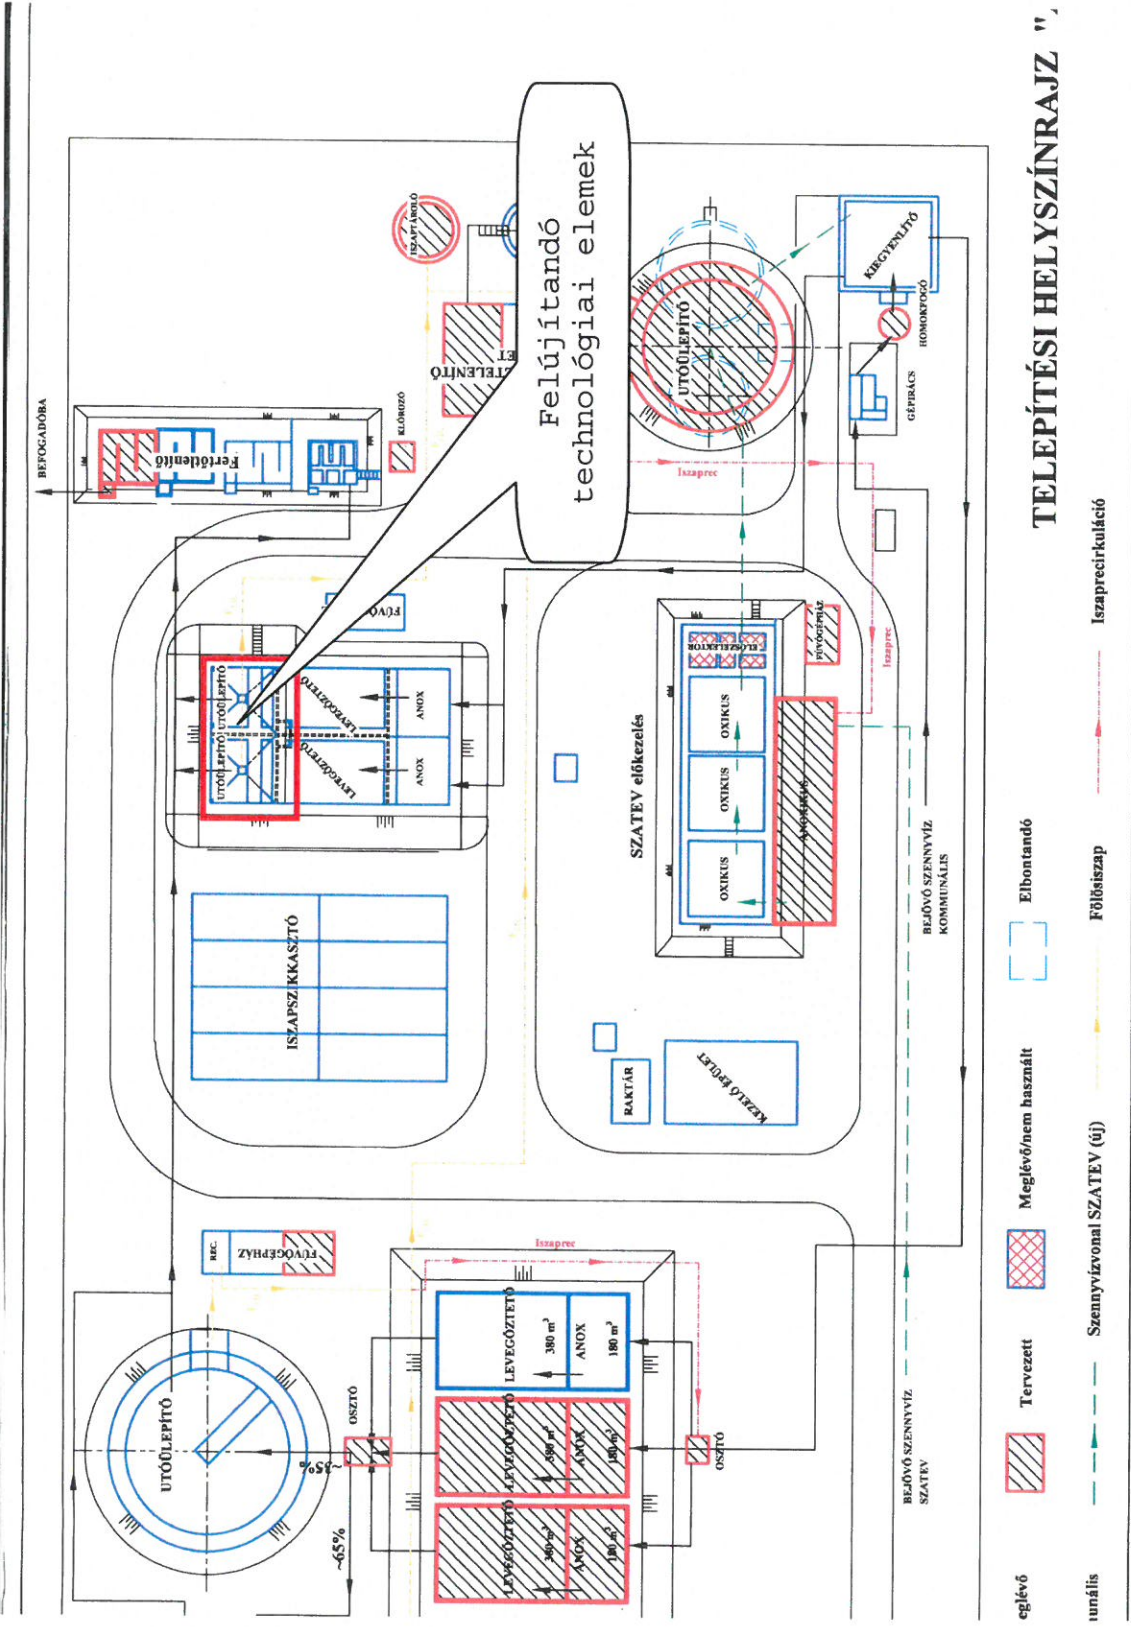 TELEPÍTÉSI HELYSZÍNRAJZ "
BEFOGADÓBA
Fertőtlenítő
KLÓROZÓ
ISZAPTÁROLÓ
Felújítandó
technológiai elemek
UTÓÜLEPÍTŐ
KIEGYENLÍTŐ
HOMOKFOGÓ
GÉPIRÁCS
Iszaprec
UTÓÜLEPÍTŐ
UTÓÜLEPÍTŐ
LEVEGŐZTETŐ
LEVEGŐZTETŐ
ANOX
ANOX
ISZAPSZIKKASZTÓ
SZATEV előkezelés
ELŐSZELEKTOR
FÚVÓGÉPHÁZ
Iszaprec
OXIKUS
OXIKUS
OXIKUS
ANOXIKUS
BEJÖVŐ SZENNYVÍZ
KOMMUNÁLIS
RAKTÁR
KEZELŐ ÉPÜLET
REC.
FÚVÓGÉPHÁZ
Iszaprec
UTÓÜLEPÍTŐ
OSZTÓ
~35%
~65%
LEVEGŐZTETŐ
380 m³
ANOX
180 m³
LEVEGŐZTETŐ
380 m³
ANOX
180 m³
LEVEGŐZTETŐ
380 m³
ANOX
180 m³
OSZTÓ
BEJÖVŐ SZENNYVÍZ
SZATEV
eglévő
Tervezett
Meglévő/nem használt
Elbontandó
unális
Szennyvízvonal SZATEV (új)
Fölösiszap
Iszaprecirkuláció